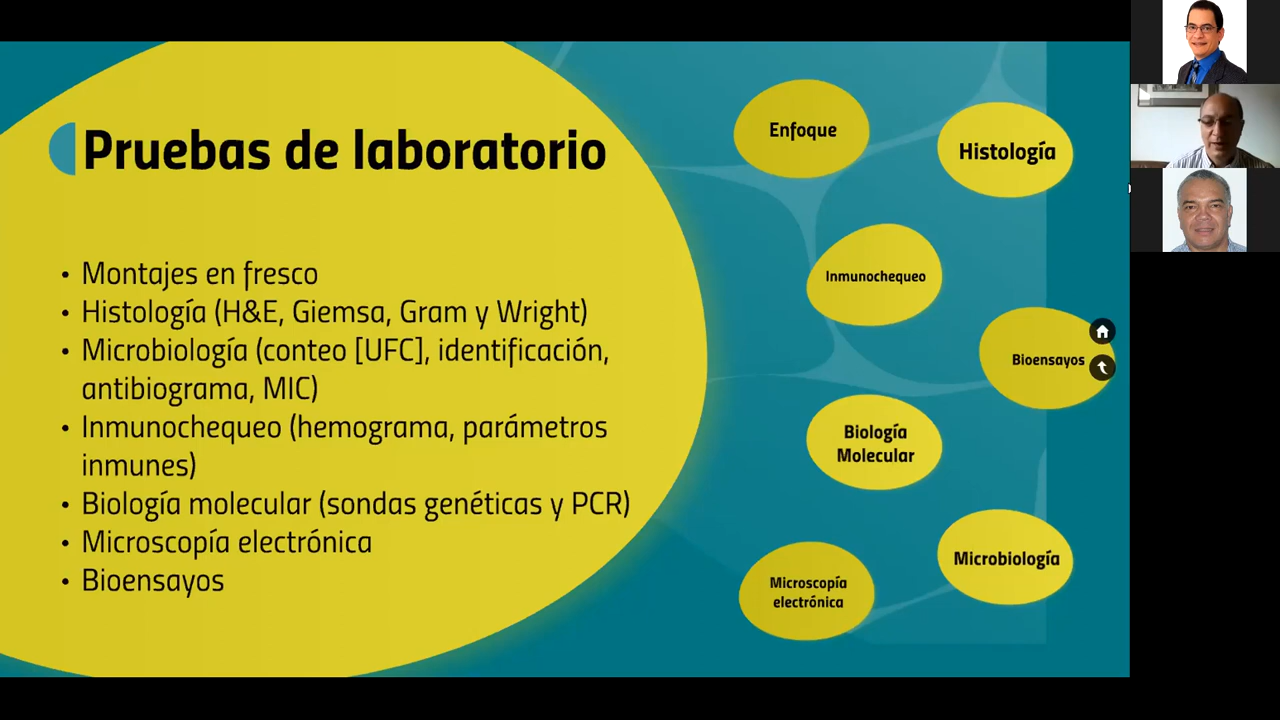 Pruebas de laboratorio
• Montajes en fresco
• Histología (H&E, Giemsa, Gram y Wright)
• Microbiología (conteo [UFC], identificación,
antibiograma, MIC)
• Inmunochequeo (hemograma, parámetros
inmunes)
• Biología molecular (sondas genéticas y PCR)
• Microscopía electrónica
• Bioensayos
Enfoque
Histología
Inmunochequeo
Bioensayos
Biología
Molecular
Microbiología
Microscopía
electrónica